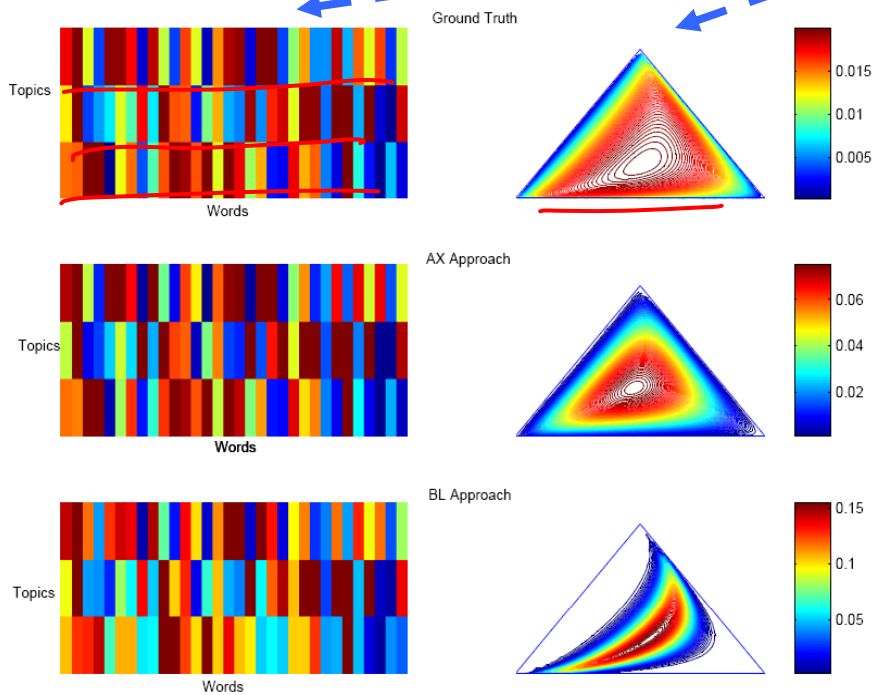 Ground Truth
Topics
Words
0.015
0.01
0.005
AX Approach
Topics
Words
0.06
0.04
0.02
BL Approach
Topics
Words
0.15
0.1
0.05